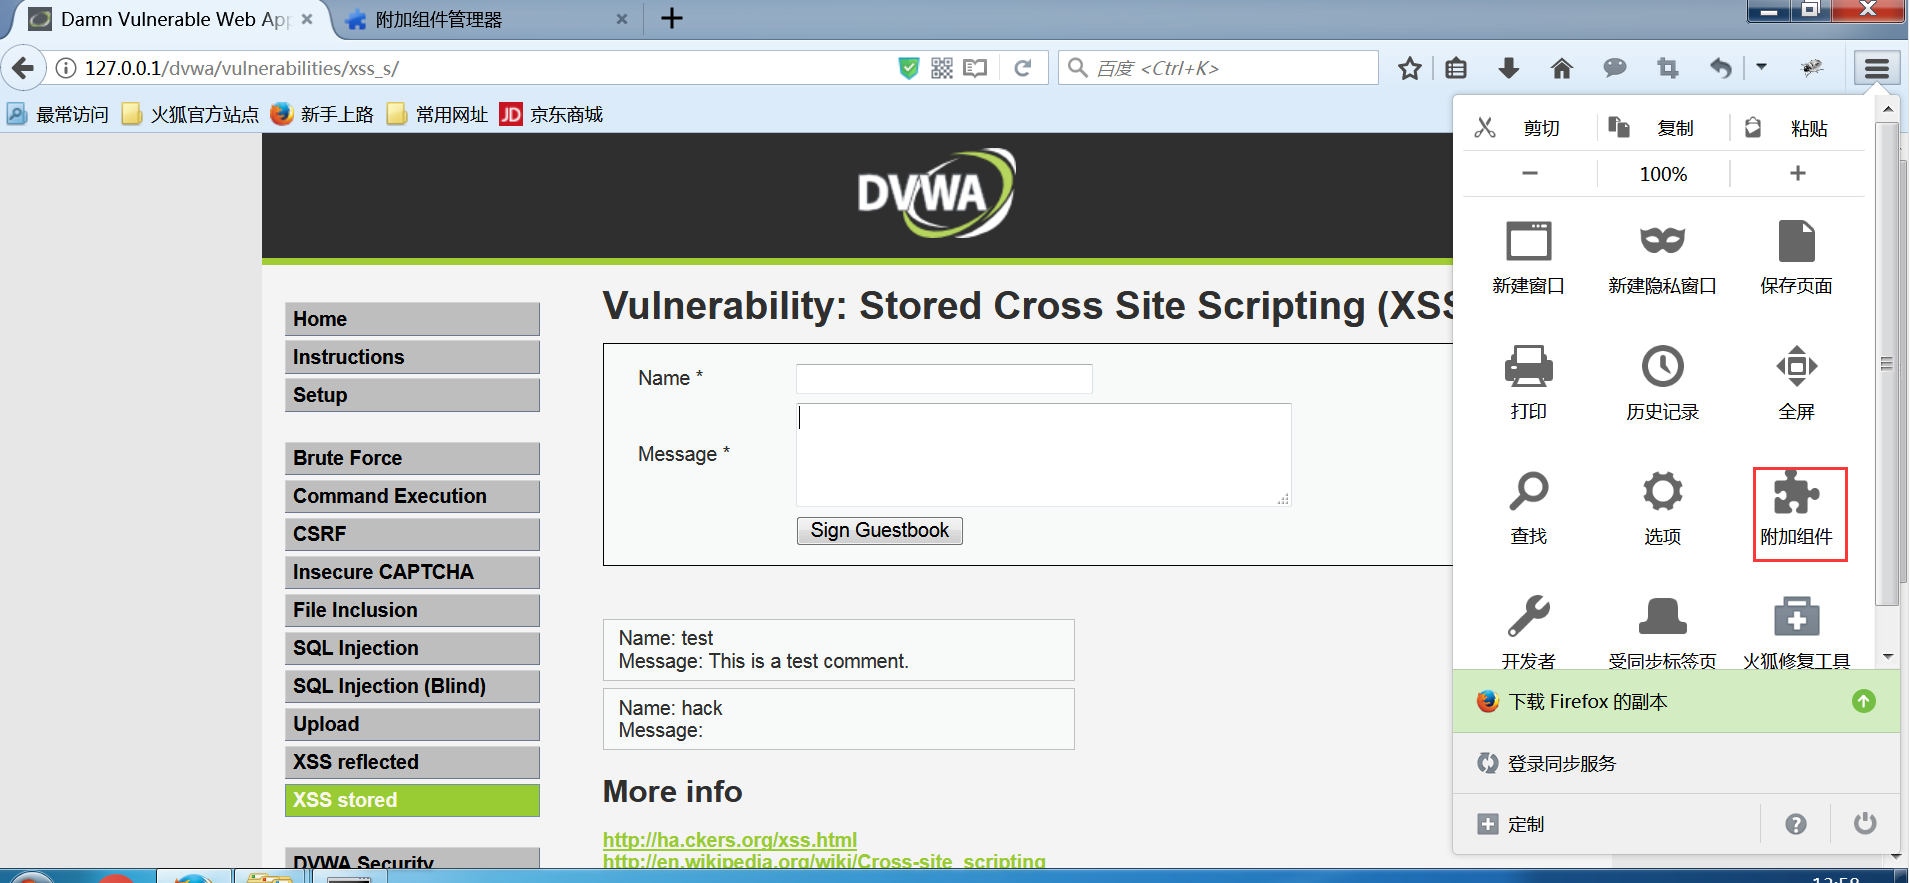 Damn Vulnerable Web App
附加组件管理器
127.0.0.1/dvwa/vulnerabilities/xss_s/
百度 <Ctrl+K>
最常访问
火狐官方站点
新手上路
常用网址
JD 京东商城
剪切
复制
粘贴
100%
新建窗口
新建隐私窗口
保存页面
打印
历史记录
全屏
查找
选项
附加组件
开发者
受同步标签页
火狐修复工具
下载 Firefox 的副本
登录同步服务
定制
DVWA
Home
Instructions
Setup
Brute Force
Command Execution
CSRF
Insecure CAPTCHA
File Inclusion
SQL Injection
SQL Injection (Blind)
Upload
XSS reflected
XSS stored
DVWA Security
Vulnerability: Stored Cross Site Scripting (XSS
Name *
Message *
Sign Guestbook
Name: test
Message: This is a test comment.
Name: hack
Message:
More info
http://ha.ckers.org/xss.html
http://en.wikipedia.org/wiki/Cross-site_scripting